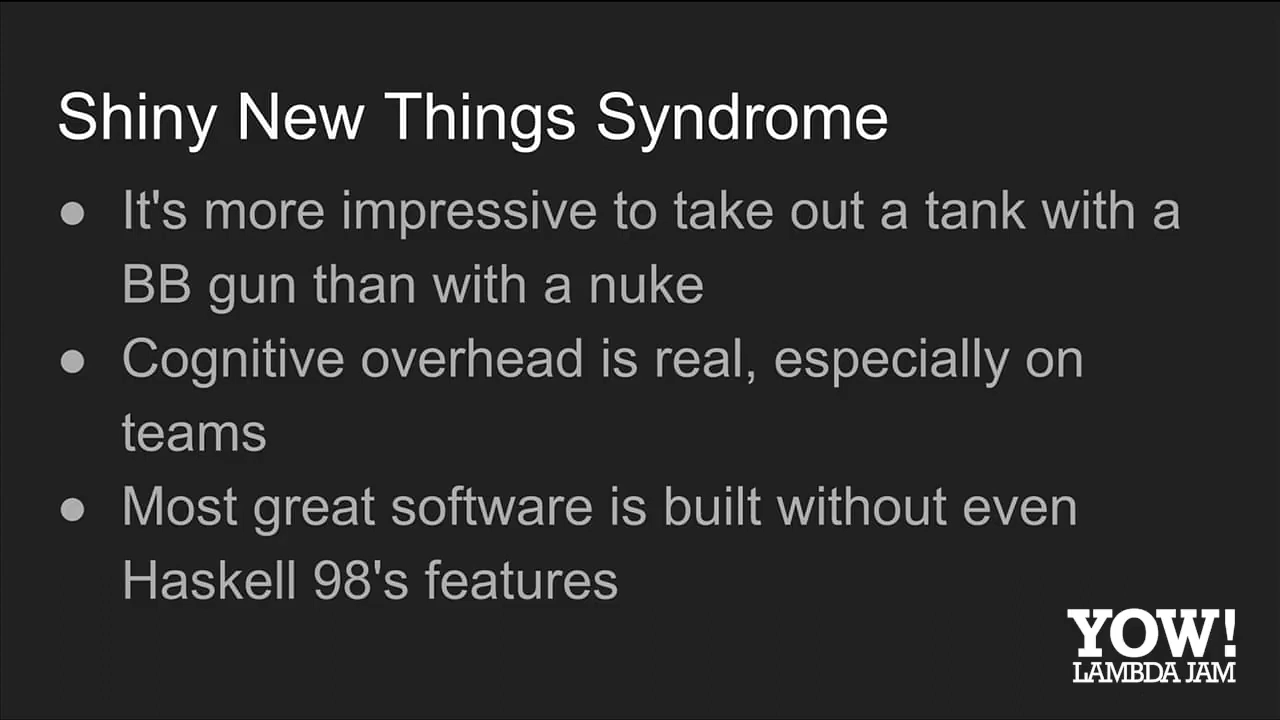 Shiny New Things Syndrome
● It's more impressive to take out a tank with a
BB gun than with a nuke
● Cognitive overhead is real, especially on
teams
● Most great software is built without even
Haskell 98's features
YOW!
LAMBDA JAM